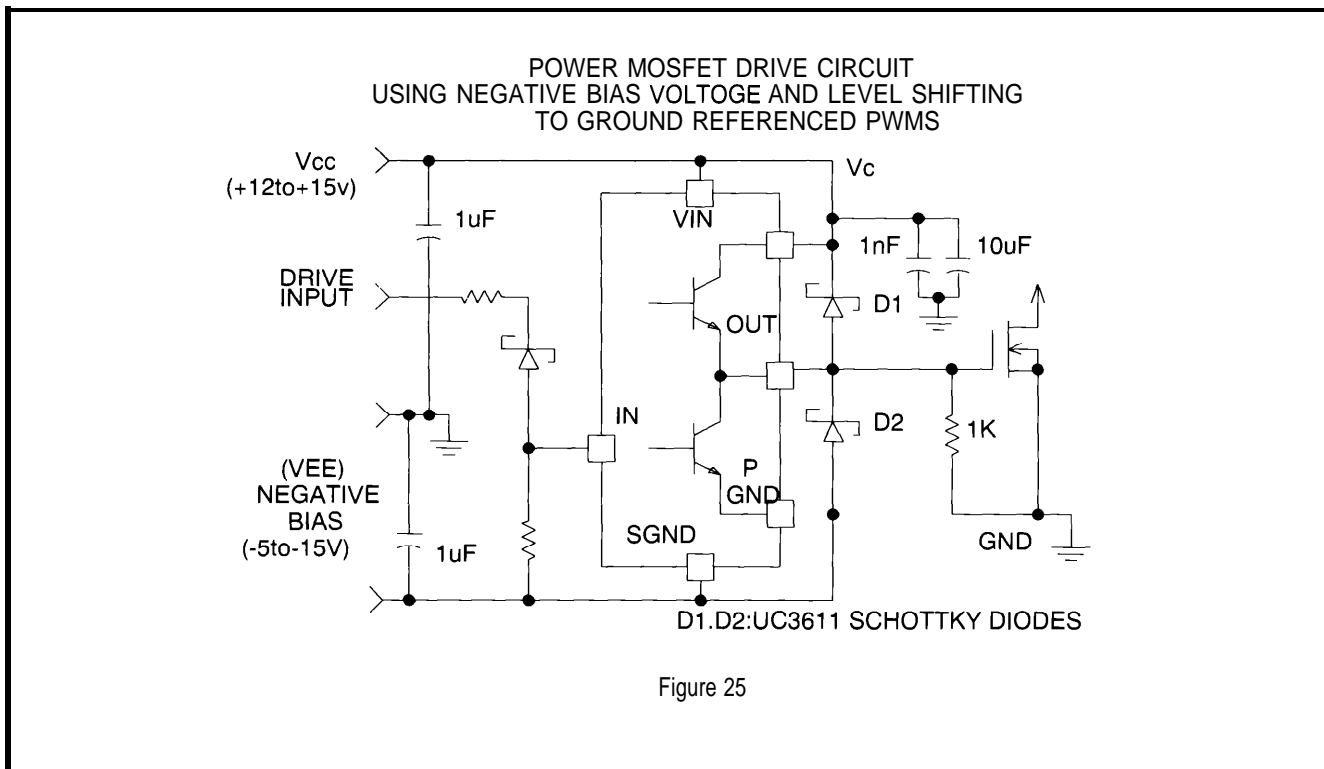 POWER MOSFET DRIVE CIRCUIT
USING NEGATIVE BIAS VOLTOGE AND LEVEL SHIFTING
TO GROUND REFERENCED PWMS
Vcc
(+12to+15v)
Vc
1uF
VIN
1nF
10uF
DRIVE
INPUT
D1
OUT
IN
D2
1K
(VEE)
NEGATIVE
BIAS
(-5to-15V)
P
GND
SGND
1uF
GND
D1.D2:UC3611 SCHOTTKY DIODES
Figure 25